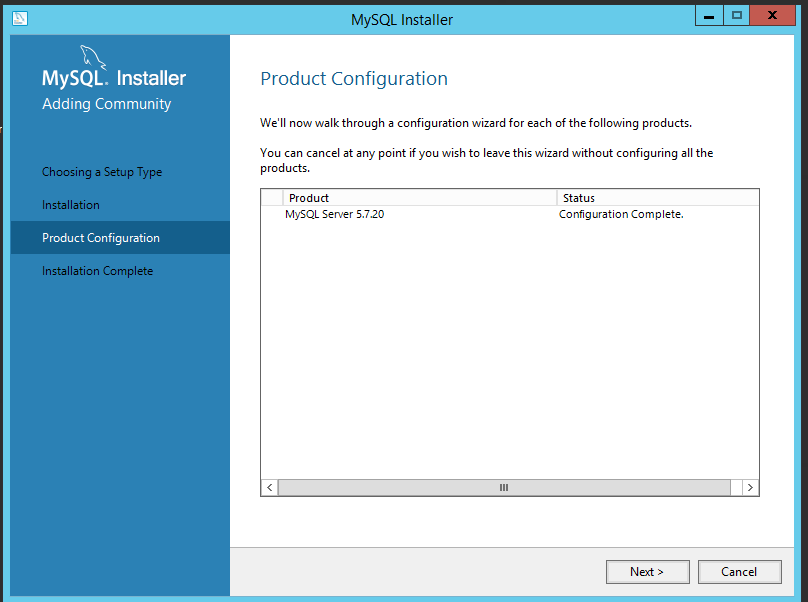 MySQL Installer
MySQL. Installer
Adding Community
Choosing a Setup Type
Installation
Product Configuration
Installation Complete
Product Configuration
We'll now walk through a configuration wizard for each of the following products.
You can cancel at any point if you wish to leave this wizard without configuring all the
products.
Product Status
MySQL Server 5.7.20 Configuration Complete.
Next > Cancel